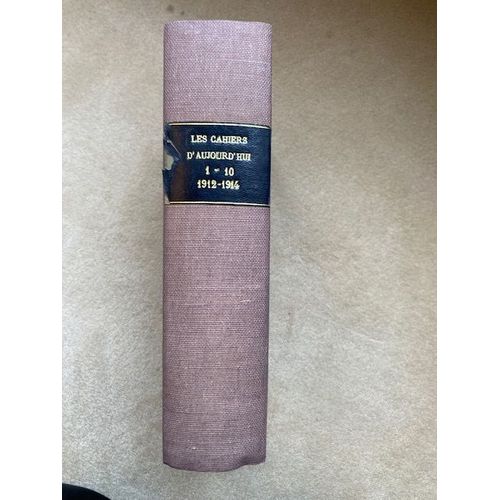 LES CAHIERS
D'AUJOURD'HUI
1 - 10
1912-1914